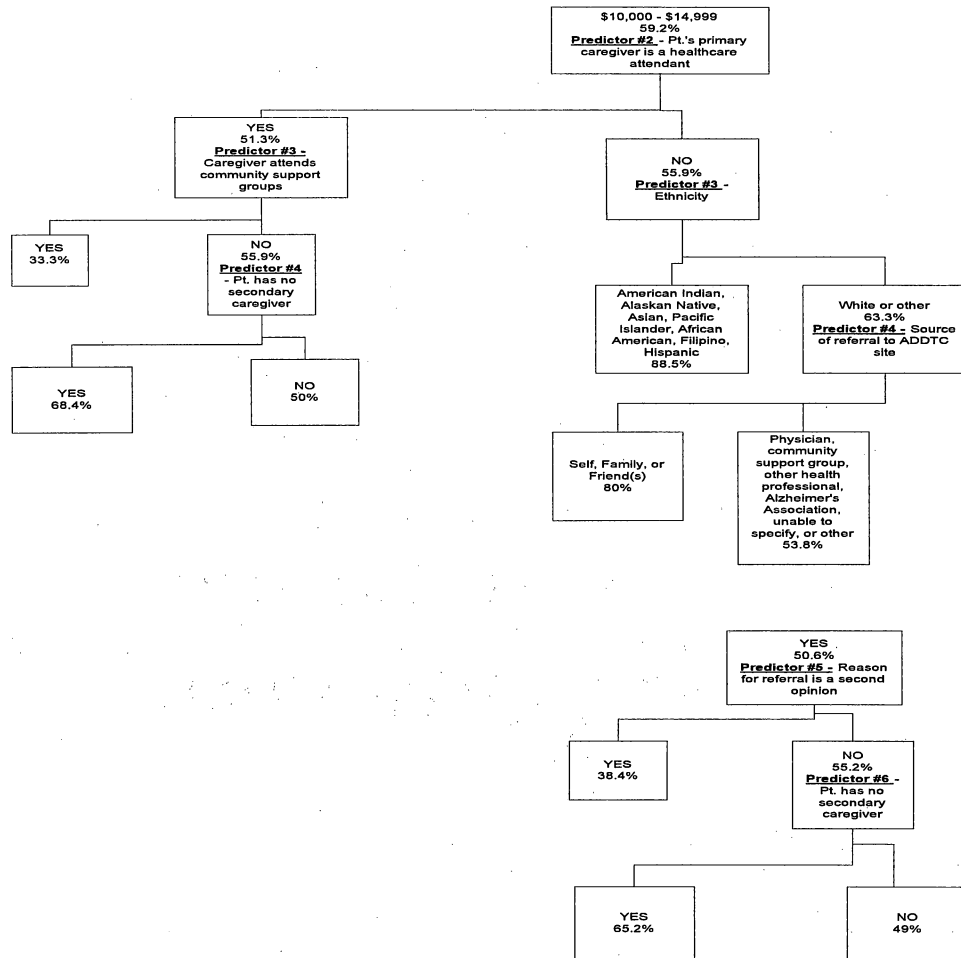 $10,000 - $14,999
59.2%
Predictor #2 - Pt.'s primary
caregiver is a healthcare
attendant
YES
51.3%
Predictor #3 -
Caregiver attends
community support
groups
NO
55.9%
Predictor #3 -
Ethnicity
YES
33.3%
NO
55.9%
Predictor #4
- Pt. has no
secondary
caregiver
American Indian,
Alaskan Native,
Asian, Pacific
Islander, African
American, Filipino,
Hispanic
88.5%
White or other
63.3%
Predictor #4 - Source
of referral to ADDTC
site
YES
68.4%
NO
50%
Self, Family, or
Friend(s)
80%
Physician,
community
support group,
other health
professional,
Alzheimer's
Association,
unable to
specify, or other
53.8%
YES
50.6%
Predictor #5 - Reason
for referral is a second
opinion
YES
38.4%
NO
55.2%
Predictor #6 -
Pt. has no
secondary
caregiver
YES
65.2%
NO
49%